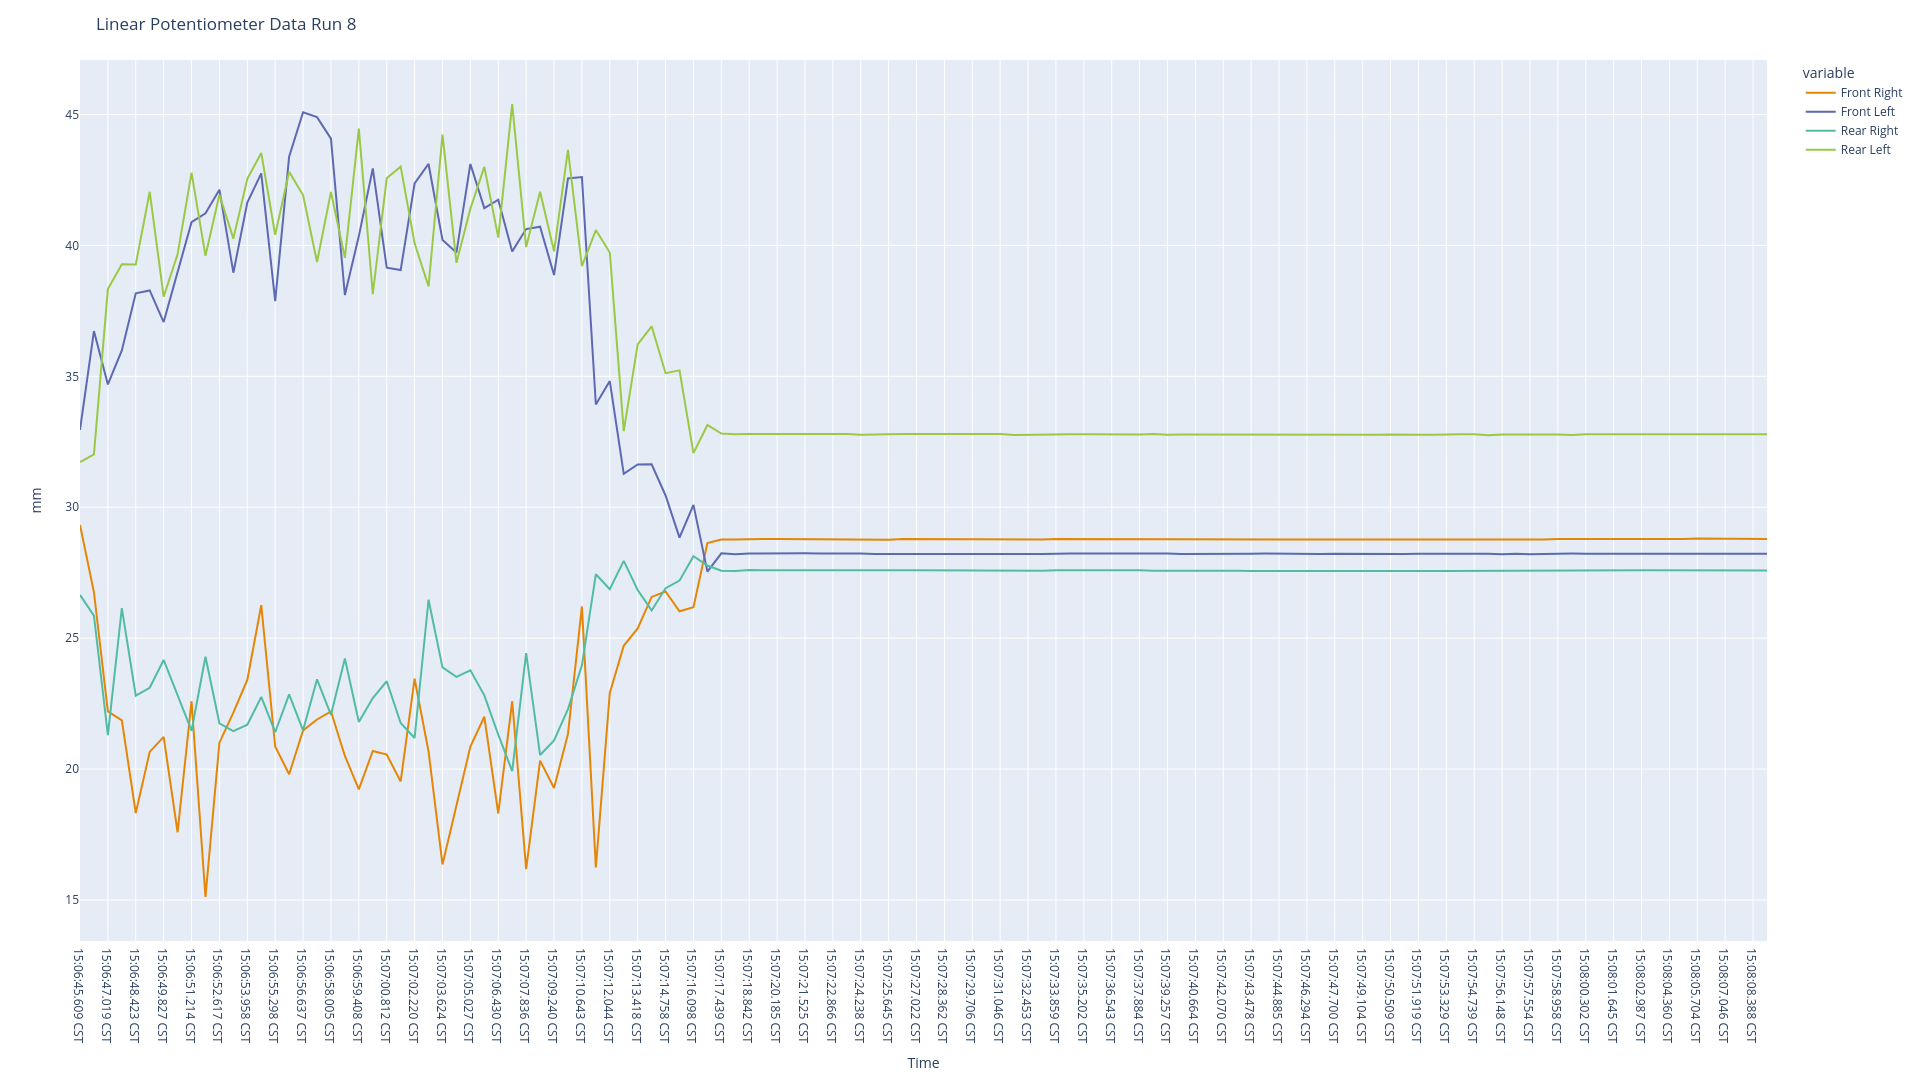 Linear Potentiometer Data Run 8
variable
Front Right
Front Left
Rear Right
Rear Left
45
40
35
30
25
20
15
mm
15:06:45.609 CST
15:06:47.019 CST
15:06:48.423 CST
15:06:49.827 CST
15:06:51.214 CST
15:06:52.617 CST
15:06:53.958 CST
15:06:55.298 CST
15:06:56.637 CST
15:06:58.005 CST
15:06:59.408 CST
15:07:00.812 CST
15:07:02.220 CST
15:07:03.624 CST
15:07:05.027 CST
15:07:06.430 CST
15:07:07.836 CST
15:07:09.240 CST
15:07:10.643 CST
15:07:12.044 CST
15:07:13.418 CST
15:07:14.758 CST
15:07:16.098 CST
15:07:17.439 CST
15:07:18.842 CST
15:07:20.185 CST
15:07:21.525 CST
15:07:22.866 CST
15:07:24.238 CST
15:07:25.645 CST
15:07:27.022 CST
15:07:28.362 CST
15:07:29.706 CST
15:07:31.046 CST
15:07:32.453 CST
15:07:33.859 CST
15:07:35.202 CST
15:07:36.543 CST
15:07:37.884 CST
15:07:39.257 CST
15:07:40.664 CST
15:07:42.070 CST
15:07:43.478 CST
15:07:44.885 CST
15:07:46.294 CST
15:07:47.700 CST
15:07:49.104 CST
15:07:50.509 CST
15:07:51.919 CST
15:07:53.329 CST
15:07:54.739 CST
15:07:56.148 CST
15:07:57.554 CST
15:07:58.958 CST
15:08:00.302 CST
15:08:01.645 CST
15:08:02.987 CST
15:08:04.360 CST
15:08:05.704 CST
15:08:07.046 CST
15:08:08.388 CST
Time